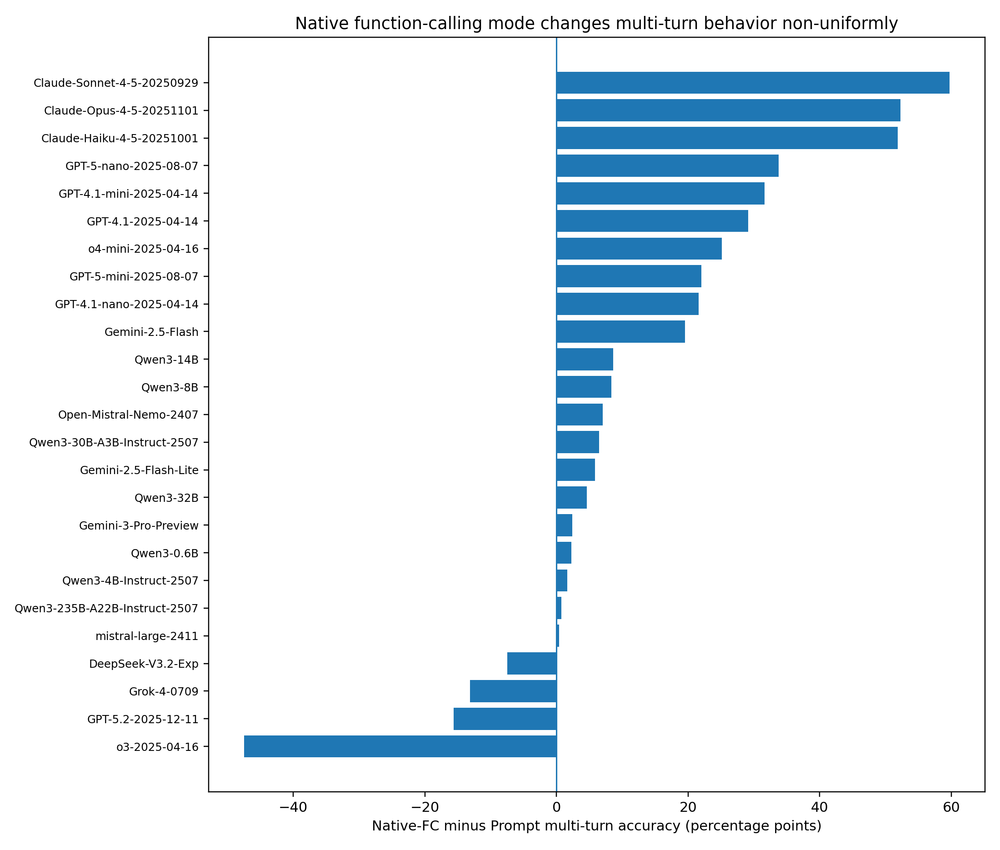 Native function-calling mode changes multi-turn behavior non-uniformly
Claude-Sonnet-4-5-20250929
Claude-Opus-4-5-20251101
Claude-Haiku-4-5-20251001
GPT-5-nano-2025-08-07
GPT-4.1-mini-2025-04-14
GPT-4.1-2025-04-14
o4-mini-2025-04-16
GPT-5-mini-2025-08-07
GPT-4.1-nano-2025-04-14
Gemini-2.5-Flash
Qwen3-14B
Qwen3-8B
Open-Mistral-Nemo-2407
Qwen3-30B-A3B-Instruct-2507
Gemini-2.5-Flash-Lite
Qwen3-32B
Gemini-3-Pro-Preview
Qwen3-0.6B
Qwen3-4B-Instruct-2507
Qwen3-235B-A22B-Instruct-2507
mistral-large-2411
DeepSeek-V3.2-Exp
Grok-4-0709
GPT-5.2-2025-12-11
o3-2025-04-16
−40 −20 0 20 40 60
Native-FC minus Prompt multi-turn accuracy (percentage points)